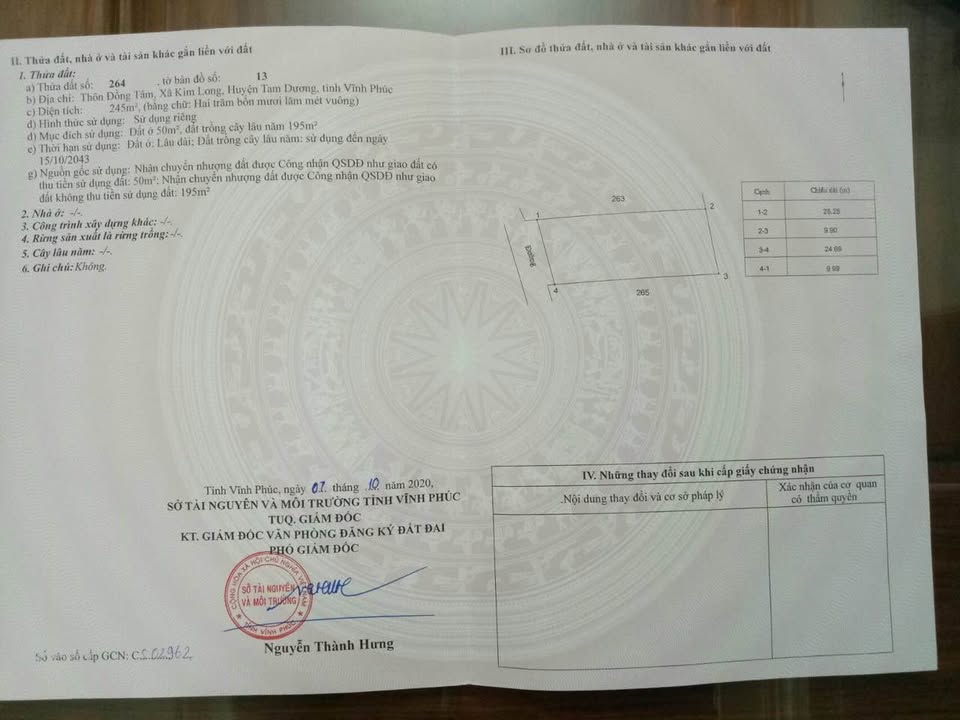 II. Thửa đất, nhà ở và tài sản khác gắn liền với đất
1. Thửa đất:
a) Thửa đất số: 264 , tờ bản đồ số: 13
b) Địa chỉ: Thôn Đồng Tâm, Xã Kim Long, Huyện Tam Dương, tỉnh Vĩnh Phúc
c) Diện tích: 245m², (bằng chữ: Hai trăm bốn mươi lăm mét vuông)
d) Hình thức sử dụng: Sử dụng riêng
đ) Mục đích sử dụng: Đất ở 50m², đất trồng cây lâu năm 195m²
e) Thời hạn sử dụng: Đất ở: Lâu dài; Đất trồng cây lâu năm: sử dụng đến ngày
15/10/2043
g) Nguồn gốc sử dụng: Nhận chuyển nhượng đất được Công nhận QSDĐ như giao đất có
thu tiền sử dụng đất: 50m²; Nhận chuyển nhượng đất được Công nhận QSDĐ như giao
đất không thu tiền sử dụng đất: 195m²
2. Nhà ở: -/-.
3. Công trình xây dựng khác: -/-.
4. Rừng sản xuất là rừng trồng: -/-.
5. Cây lâu năm: -/-.
6. Ghi chú: Không.
Tỉnh Vĩnh Phúc, ngày 07 tháng 10 năm 2020,
SỞ TÀI NGUYÊN VÀ MÔI TRƯỜNG TỈNH VĨNH PHÚC
TUQ. GIÁM ĐỐC
KT. GIÁM ĐỐC VĂN PHÒNG ĐĂNG KÝ ĐẤT ĐAI
PHÓ GIÁM ĐỐC
CỘNG HÒA XÃ HỘI CHỦ NGHĨA VIỆT NAM
SỞ TÀI NGUYÊN
VÀ MÔI TRƯỜNG
TỈNH VĨNH PHÚC
Nguyễn Thành Hưng
Số vào sổ cấp GCN: CS 02962
III. Sơ đồ thửa đất, nhà ở và tài sản khác gắn liền với đất
263
1
2
Đường
4
3
265
Cạnh Chiều dài (m)
1-2 25.25
2-3 9.90
3-4 24.69
4-1 9.99
IV. Những thay đổi sau khi cấp giấy chứng nhận
Nội dung thay đổi và cơ sở pháp lý
Xác nhận của cơ quan
có thẩm quyền